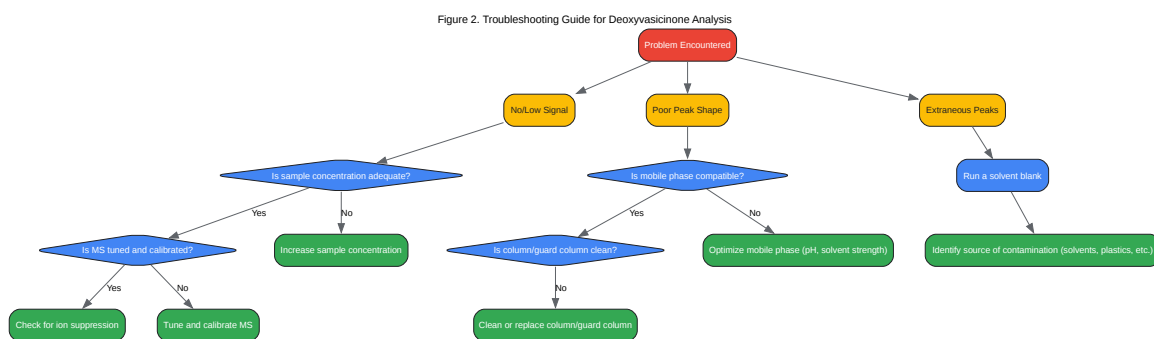 Figure 2. Troubleshooting Guide for Deoxyvasicinone Analysis
Problem Encountered
No/Low Signal
Poor Peak Shape
Extraneous Peaks
Is sample concentration adequate?
Is mobile phase compatible?
Run a solvent blank
Yes
No
Yes
No
Is MS tuned and calibrated?
Increase sample concentration
Is column/guard column clean?
Optimize mobile phase (pH, solvent strength)
Identify source of contamination (solvents, plastics, etc.)
Yes
No
No
Check for ion suppression
Tune and calibrate MS
Clean or replace column/guard column